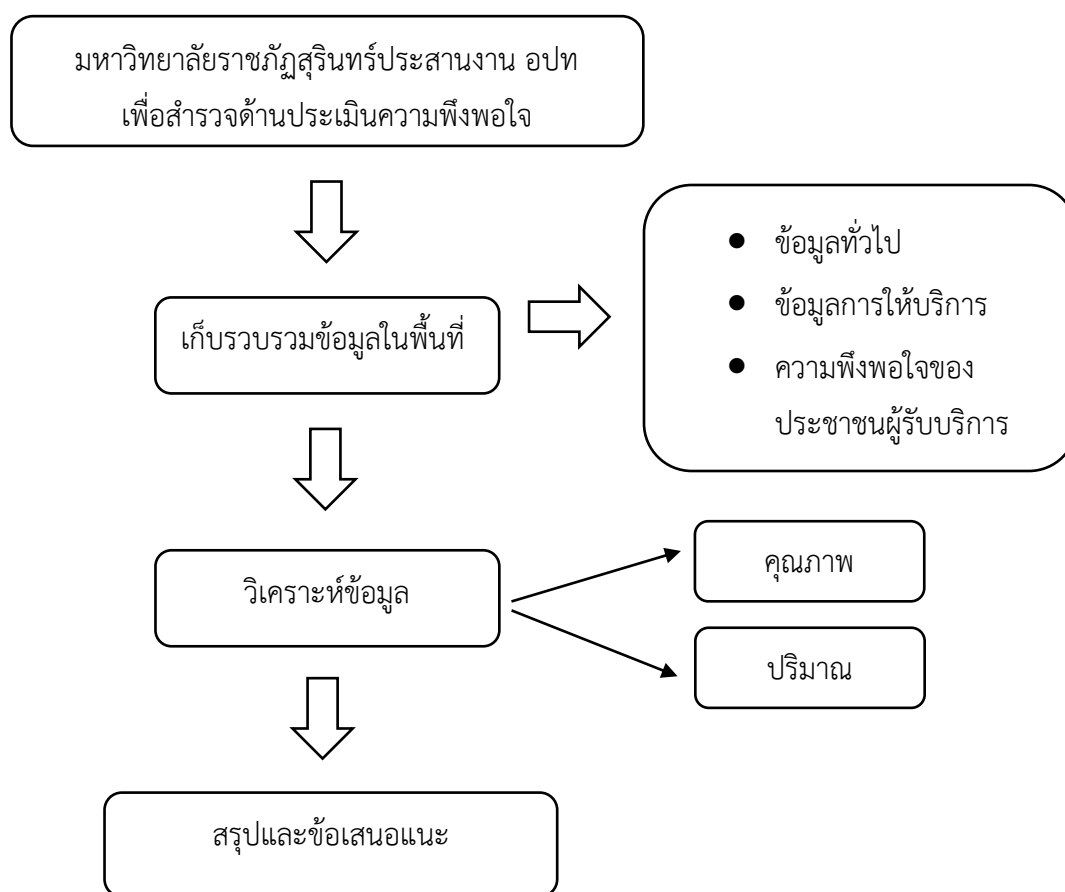 มหาวิทยาลัยราชภัฏสุรินทร์ประสานงาน อปท
เพื่อสำรวจด้านประเมินความพึงพอใจ
● ข้อมูลทั่วไป
● ข้อมูลการให้บริการ
● ความพึงพอใจของ
ประชาชนผู้รับบริการ
เก็บรวบรวมข้อมูลในพื้นที่
วิเคราะห์ข้อมูล
คุณภาพ
ปริมาณ
สรุปและข้อเสนอแนะ